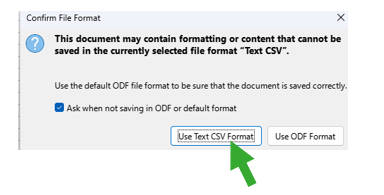 Confirm File Format
This document may contain formatting or content that cannot be
saved in the currently selected file format “Text CSV”.
Use the default ODF file format to be sure that the document is saved correctly.
Ask when not saving in ODF or default format
Use Text CSV Format Use ODF Format